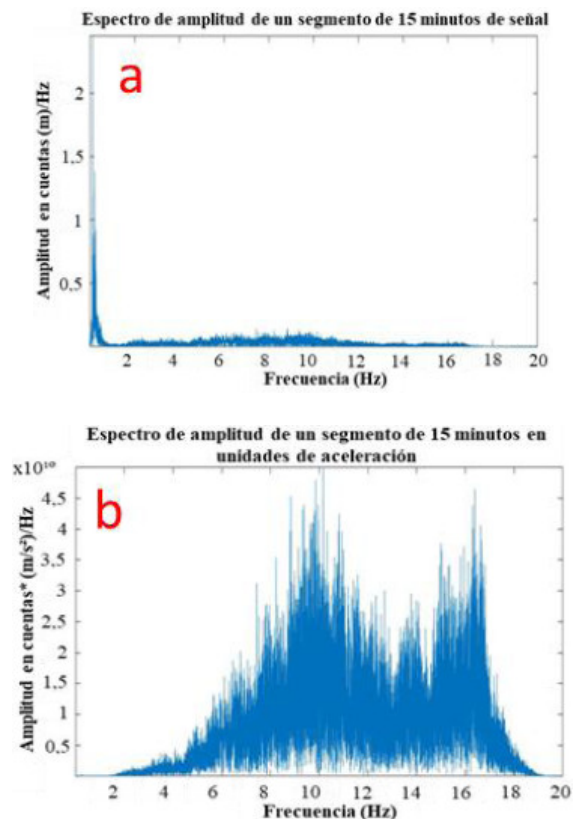 Espectro de amplitud de un segmento de 15 minutos de señal
a
Amplitud en cuentas (m)/Hz
2
1,5
1
0,5
2 4 6 8 10 12 14 16 18 20
Frecuencia (Hz)
Espectro de amplitud de un segmento de 15 minutos en
unidades de aceleración
x10¹⁰
b
Amplitud en cuentas* (m/s²)/Hz
4,5
4
3,5
3
2.5
2
1.5
1
0.5
2 4 6 8 10 12 14 16 18 20
Frecuencia (Hz)